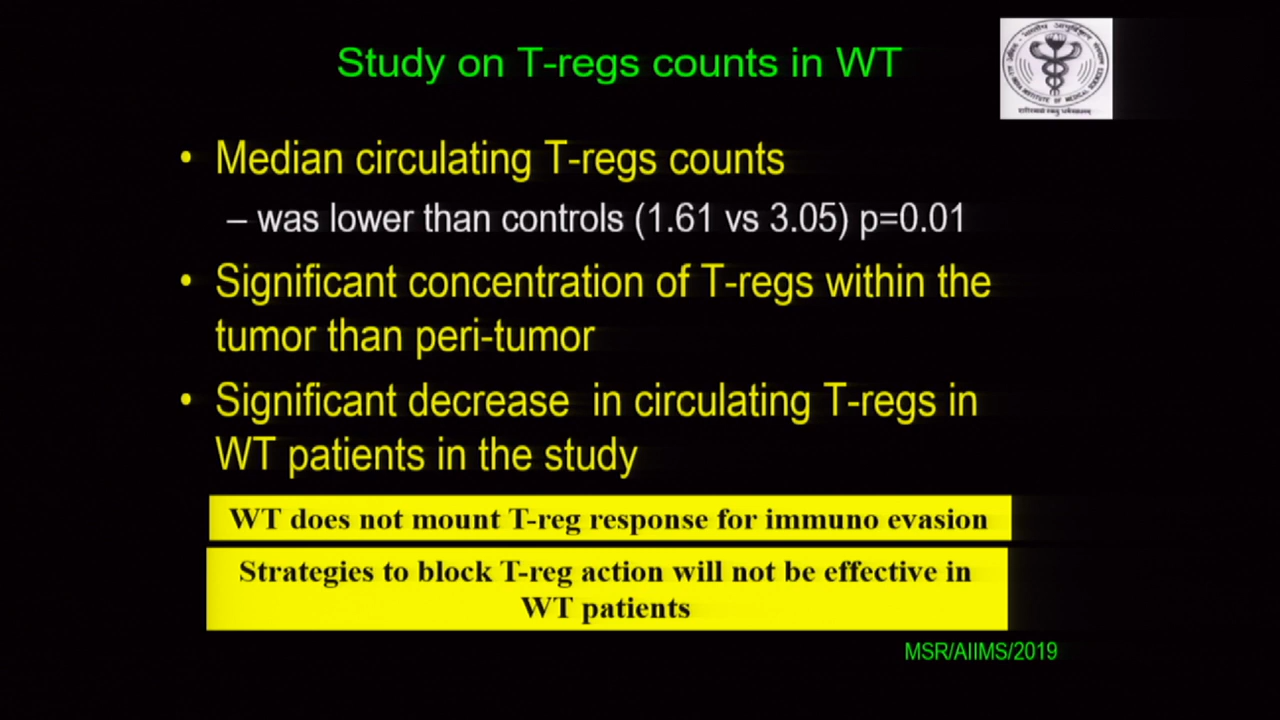 Study on T-regs counts in WT
• Median circulating T-regs counts
– was lower than controls (1.61 vs 3.05) p=0.01
• Significant concentration of T-regs within the
tumor than peri-tumor
• Significant decrease in circulating T-regs in
WT patients in the study
WT does not mount T-reg response for immuno evasion
Strategies to block T-reg action will not be effective in
WT patients
MSR/AIIMS/2019